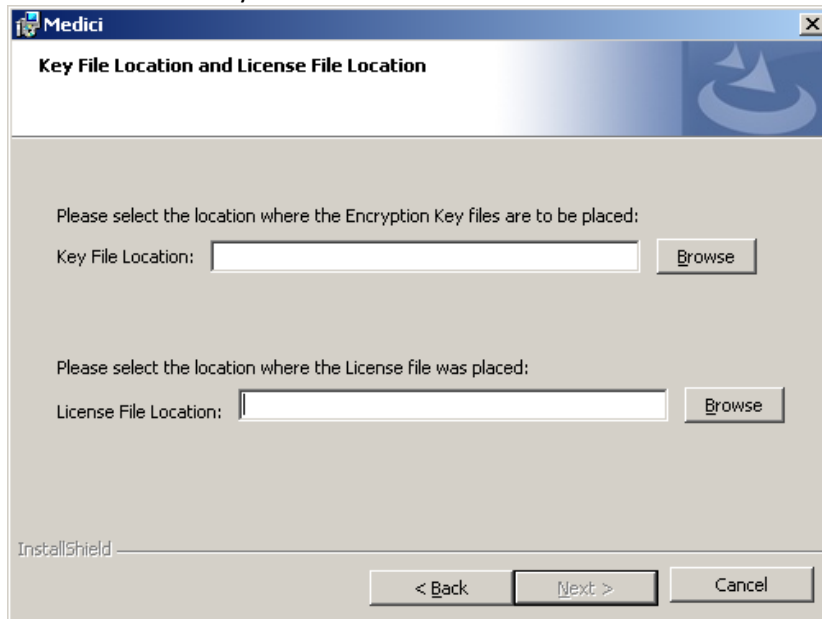 Medici
Key File Location and License File Location
Please select the location where the Encryption Key files are to be placed:
Key File Location:
Browse
Please select the location where the License file was placed:
License File Location:
Browse
InstallShield
< Back
Next >
Cancel